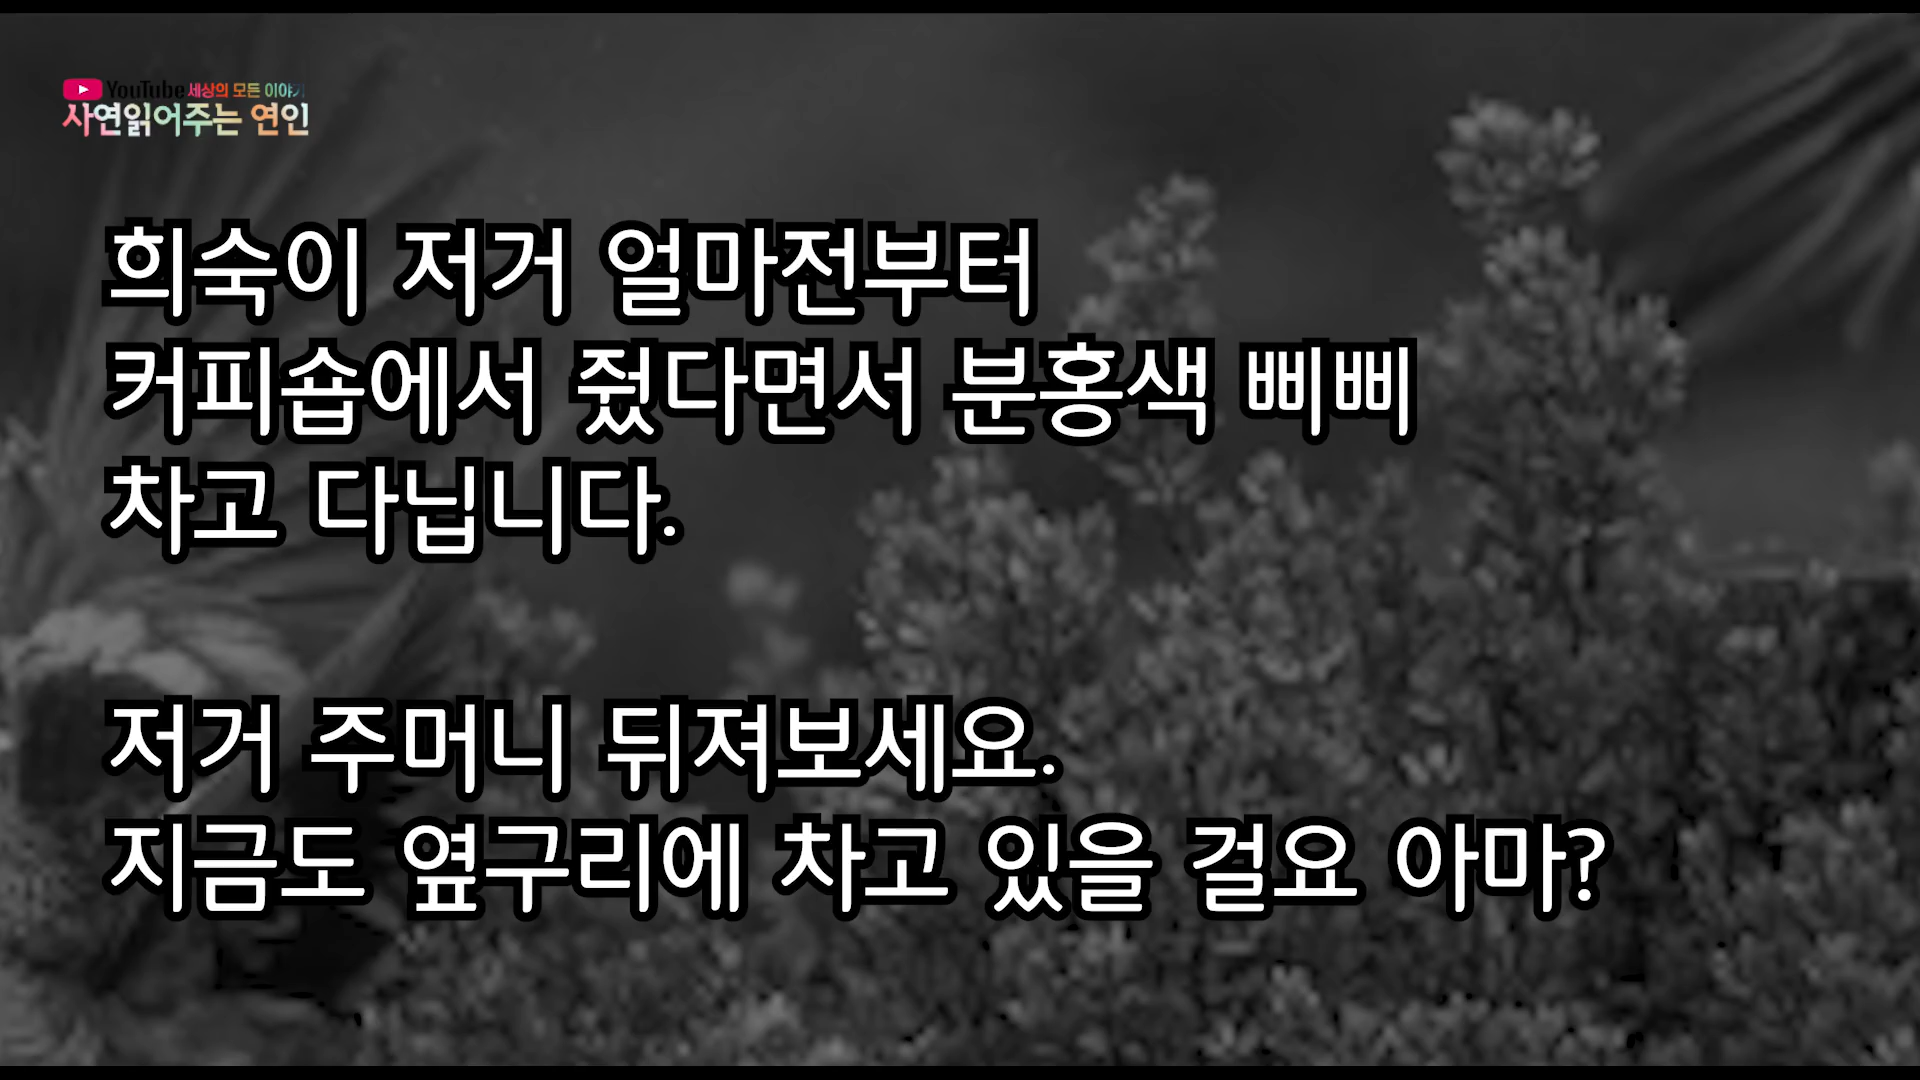 YouTube 세상의 모든 이야기
사연읽어주는 연인
희숙이 저거 얼마전부터
커피숍에서 줬다면서 분홍색 삐삐
차고 다닙니다.
저거 주머니 뒤져보세요.
지금도 옆구리에 차고 있을 걸요 아마?